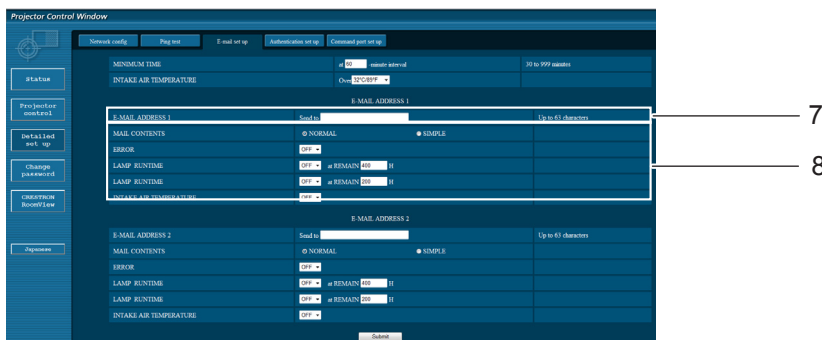 Projector Control Window
Network config Ping test E-mail set up Authentication set up Command port set up
MINIMUM TIME at 60 -minute interval 30 to 999 minutes
INTAKE AIR TEMPERATURE Over 32°C/89°F
E-MAIL ADDRESS 1
E-MAIL ADDRESS 1 Send to Up to 63 characters
MAIL CONTENTS NORMAL SIMPLE
ERROR OFF
LAMP RUNTIME OFF at REMAIN 400 H
LAMP RUNTIME OFF at REMAIN 200 H
INTAKE AIR TEMPERATURE OFF
E-MAIL ADDRESS 2
E-MAIL ADDRESS 2 Send to Up to 63 characters
MAIL CONTENTS NORMAL SIMPLE
ERROR OFF
LAMP RUNTIME OFF at REMAIN 400 H
LAMP RUNTIME OFF at REMAIN 200 H
INTAKE AIR TEMPERATURE OFF
Submit
Status
Projector control
Detailed set up
Change password
CRESTRON RoomView
Japanese
7
8